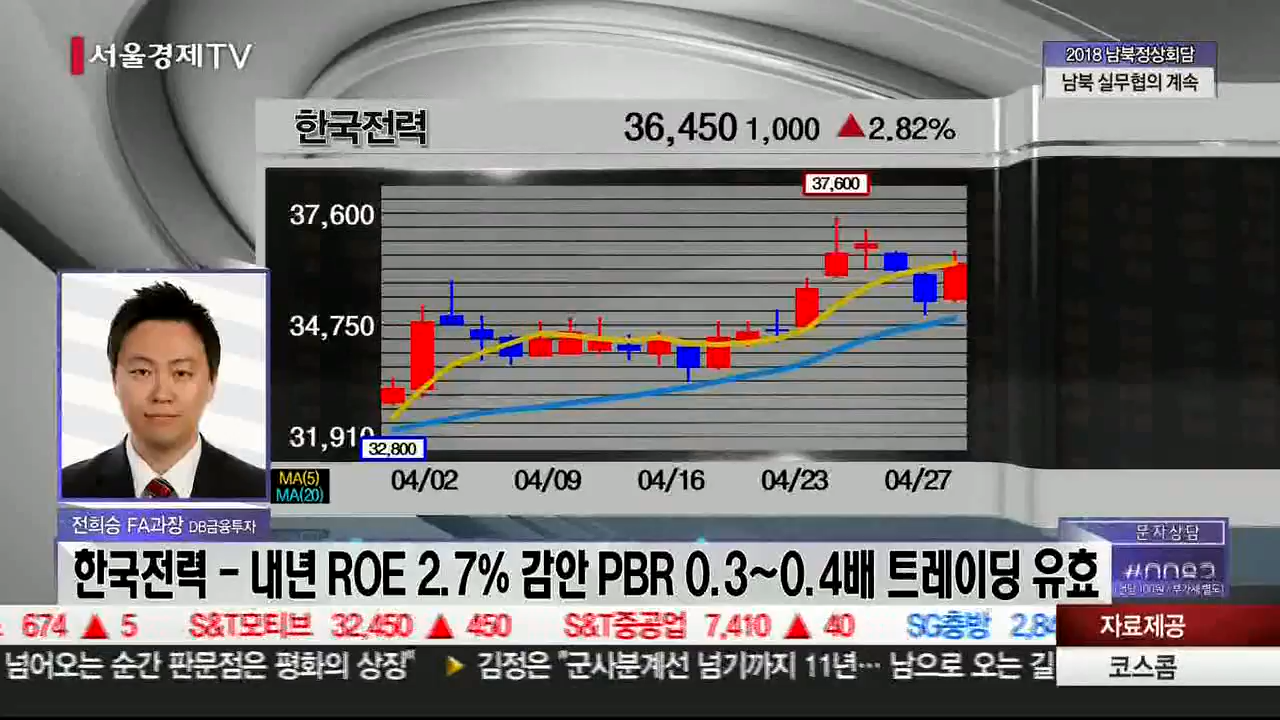 서울경제TV
2018 남북정상회담
남북 실무협의 계속
한국전력 36,450 1,000 ▲2.82%
37,600
37,600
34,750
31,910
32,800
MA(5)
MA(20)
04/02 04/09 04/16 04/23 04/27
전희승 FA과장 DB금융투자
문자상담
한국전력 - 내년 ROE 2.7% 감안 PBR 0.3~0.4배 트레이딩 유효
674 ▲ 5 S&T모티브 32,450 ▲ 450 S&T중공업 7,410 ▲ 40 SG충방
자료제공
넘어오는 순간 판문점은 평화의 상징" ▶ 김정은 "군사분계선 넘기까지 11년… 남으로 오는 길
코스콤